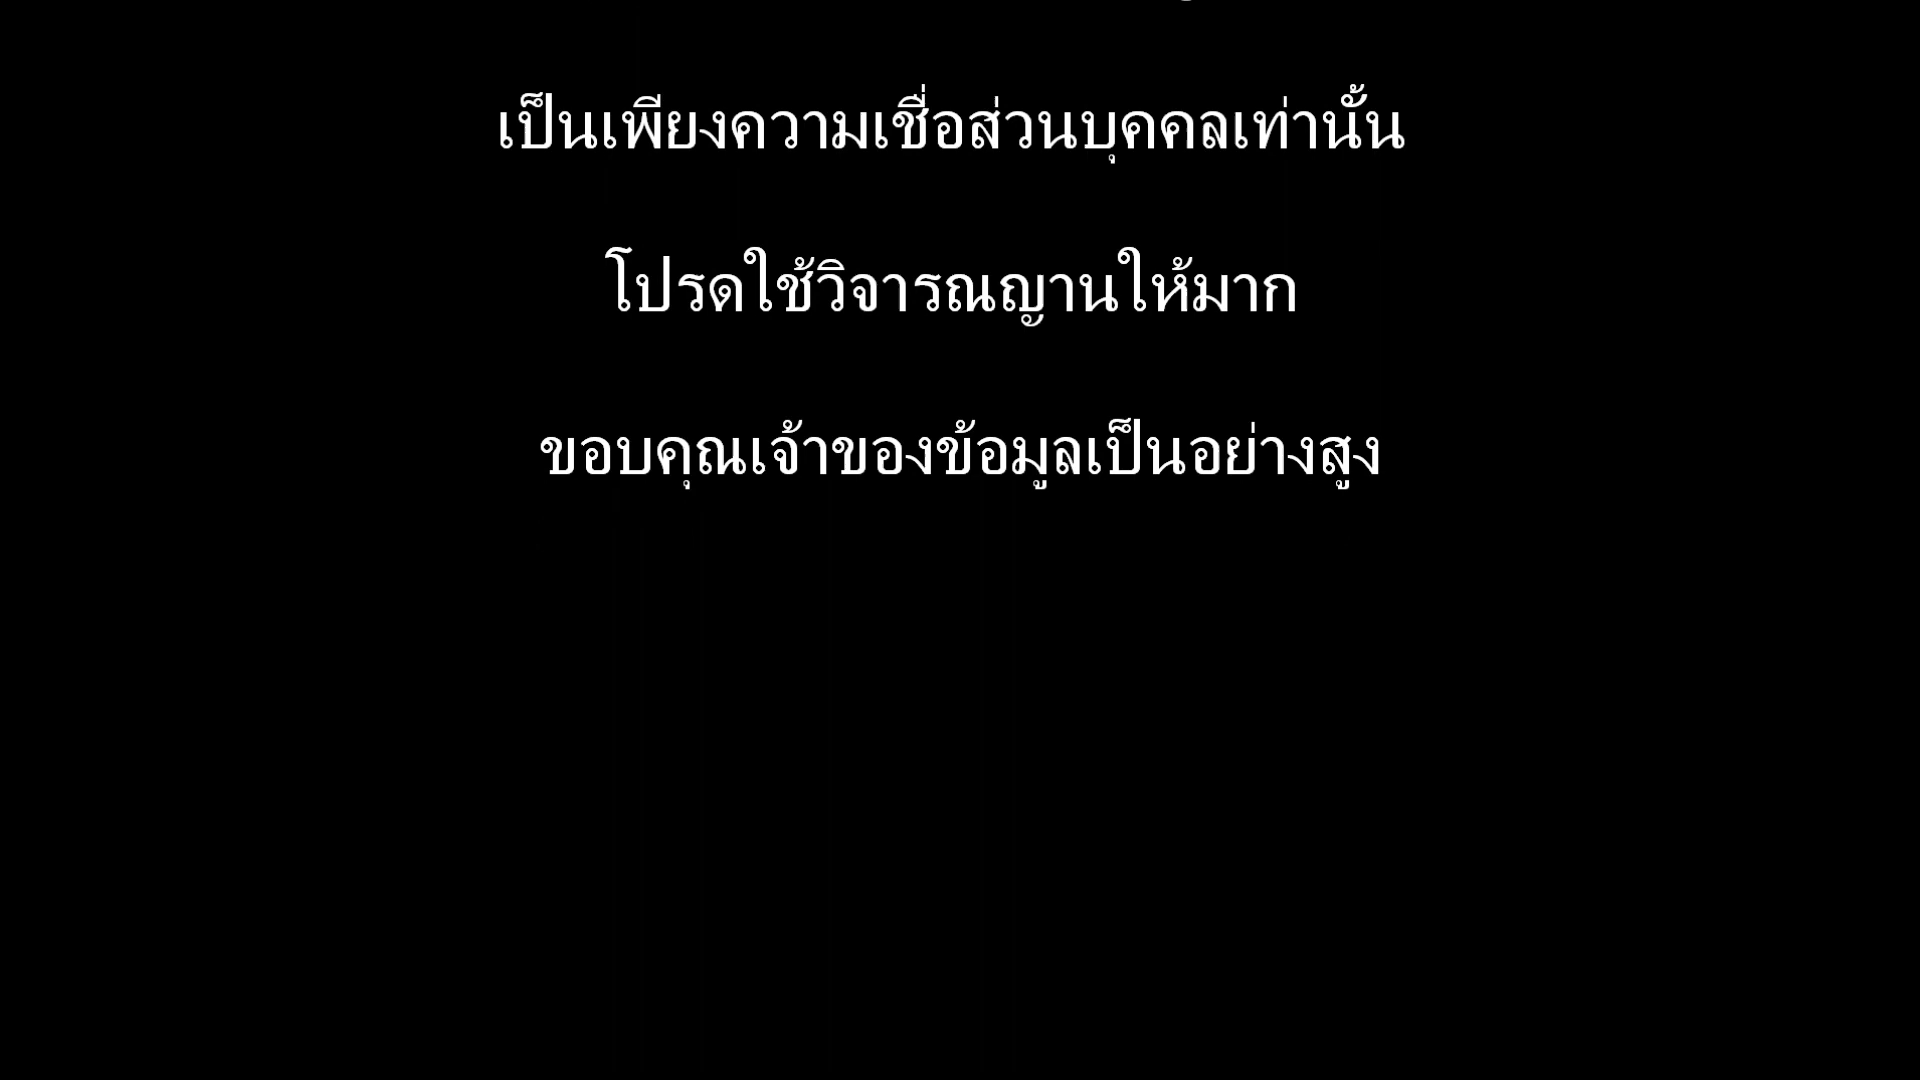 เป็นเพียงความเชื่อส่วนบุคคลเท่านั้น
โปรดใช้วิจารณญานให้มาก
ขอบคุณเจ้าของข้อมูลเป็นอย่างสูง